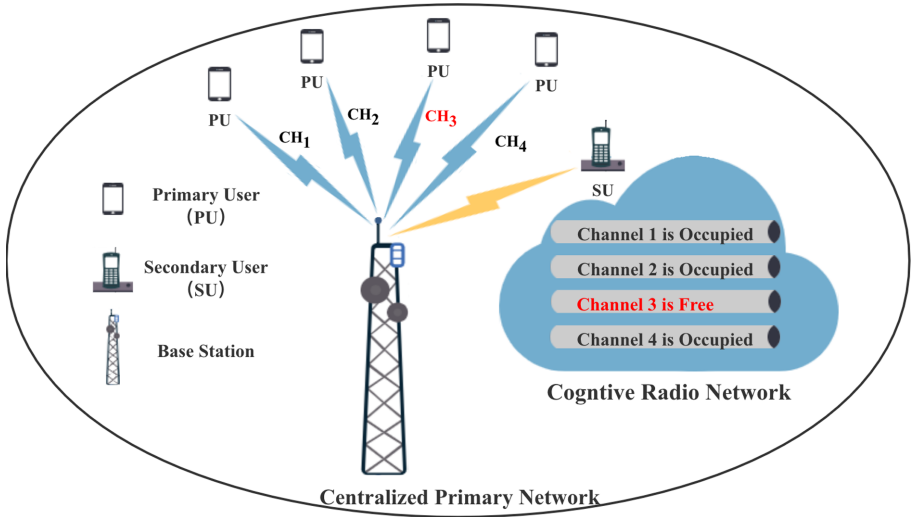 PU
PU
PU
PU
CH1
CH2
CH3
CH4
SU
Primary User
(PU)
Secondary User
(SU)
Base Station
Channel 1 is Occupied
Channel 2 is Occupied
Channel 3 is Free
Channel 4 is Occupied
Cogntive Radio Network
Centralized Primary Network